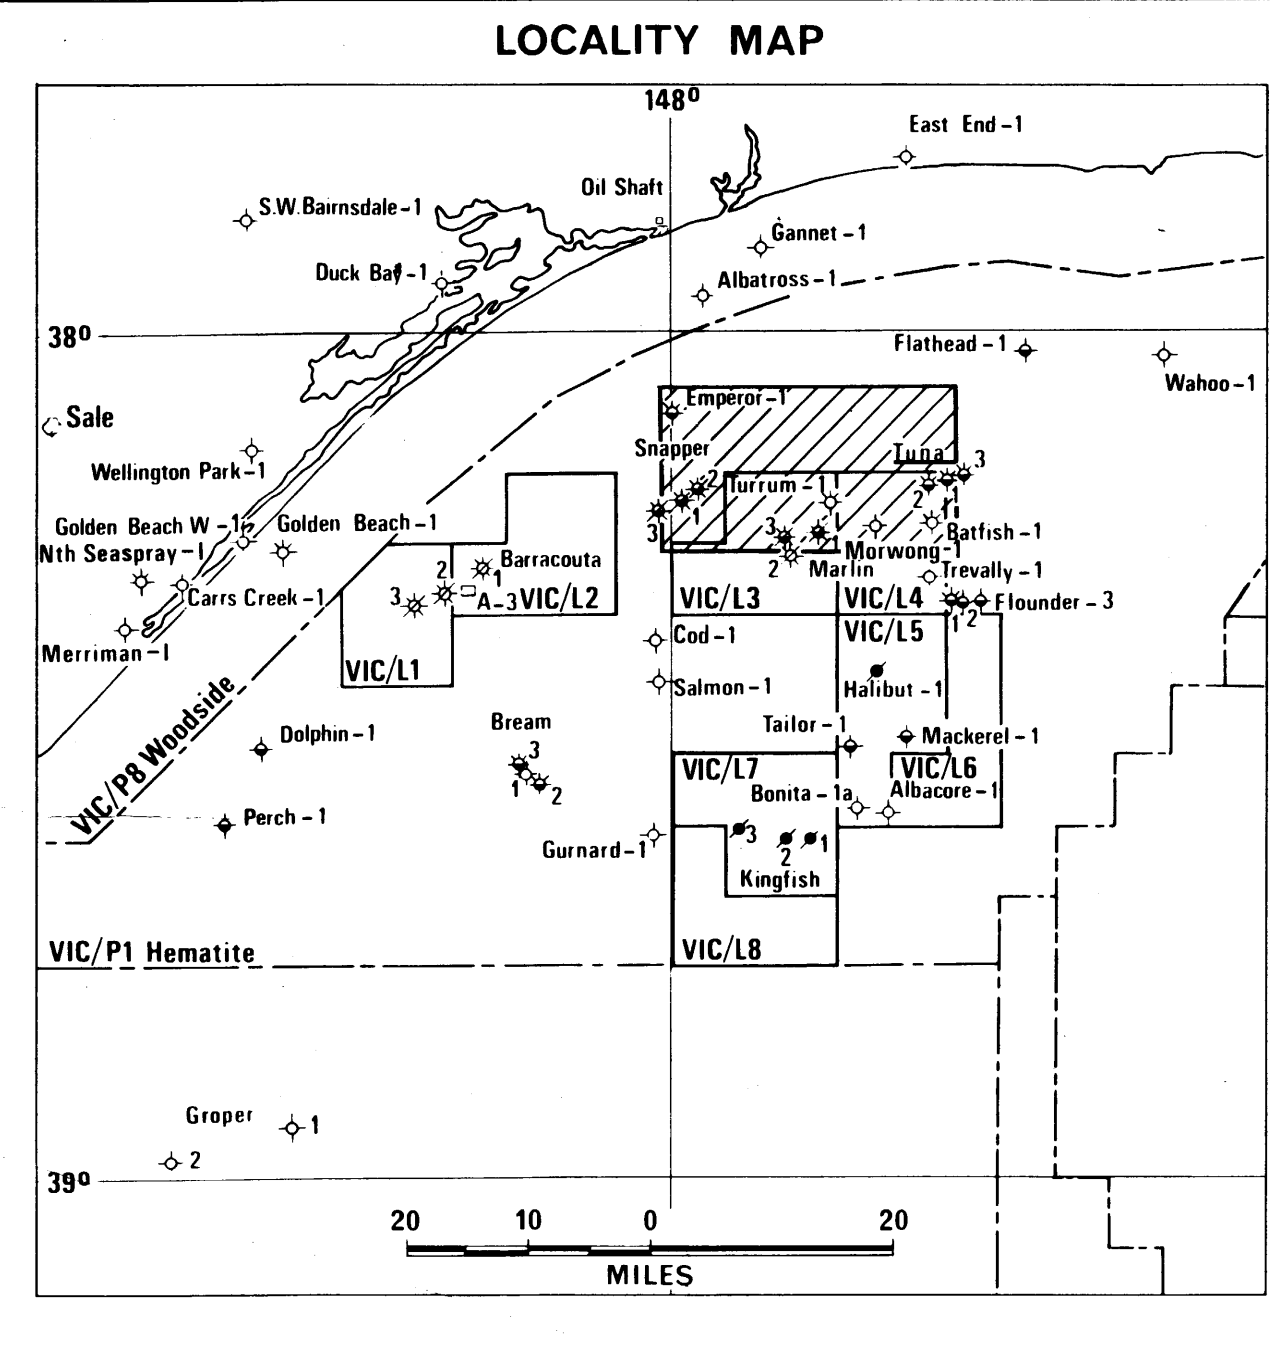 LOCALITY MAP
148º
East End-1
Oil Shaft
S.W.Bairnsdale-1
Gannet-1
Duck Bay-1
Albatross-1
38º
Flathead-1
Wahoo-1
Emperor-1
Sale
Snapper
Tuna
3
Wellington Park-1
2
Turrum-1
2
1
1
3
Golden Beach W-1
Golden Beach-1
3
Batfish-1
Nth Seaspray-1
Morwong-1
Barracouta
2
Marlin
Trevally-1
2
1
3
A-3
VIC/L2
VIC/L3
VIC/L4
Flounder-3
Carrs Creek-1
1
2
Cod-1
VIC/L5
Merriman-1
VIC/L1
Salmon-1
Halibut-1
VIC/P8 Woodside
Bream
Tailor-1
Dolphin-1
Mackerel-1
3
VIC/L7
VIC/L6
1
2
Bonita-1a
Albacore-1
Perch-1
Gurnard-1
3
2
1
Kingfish
VIC/P1 Hematite
VIC/L8
Groper
1
2
39º
20 10 0 20
MILES